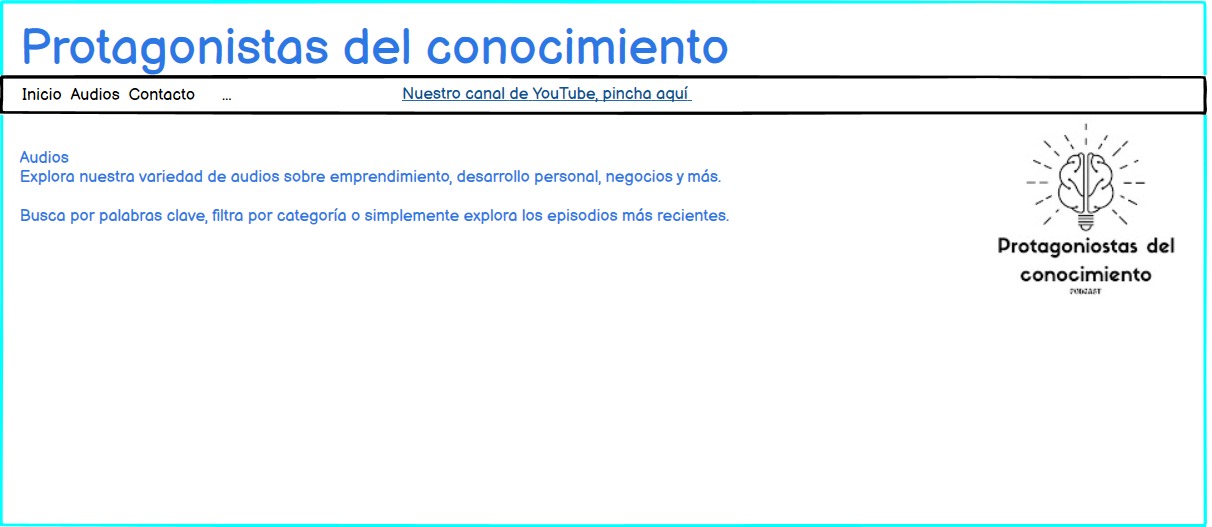 Protagonistas del conocimiento
Inicio Audios Contacto ... Nuestro canal de YouTube, pincha aquí
Audios
Explora nuestra variedad de audios sobre emprendimiento, desarrollo personal, negocios y más.
Busca por palabras clave, filtra por categoría o simplemente explora los episodios más recientes.
Protagoniostas del
conocimiento
PODCAST